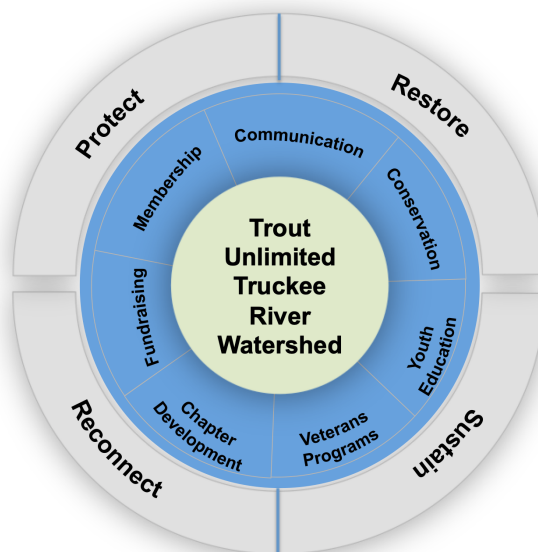 Protect
Restore
Communication
Membership
Conservation
Trout
Unlimited
Truckee
River
Watershed
Fundraising
Youth
Education
Chapter
Development
Veterans
Programs
Reconnect
Sustain